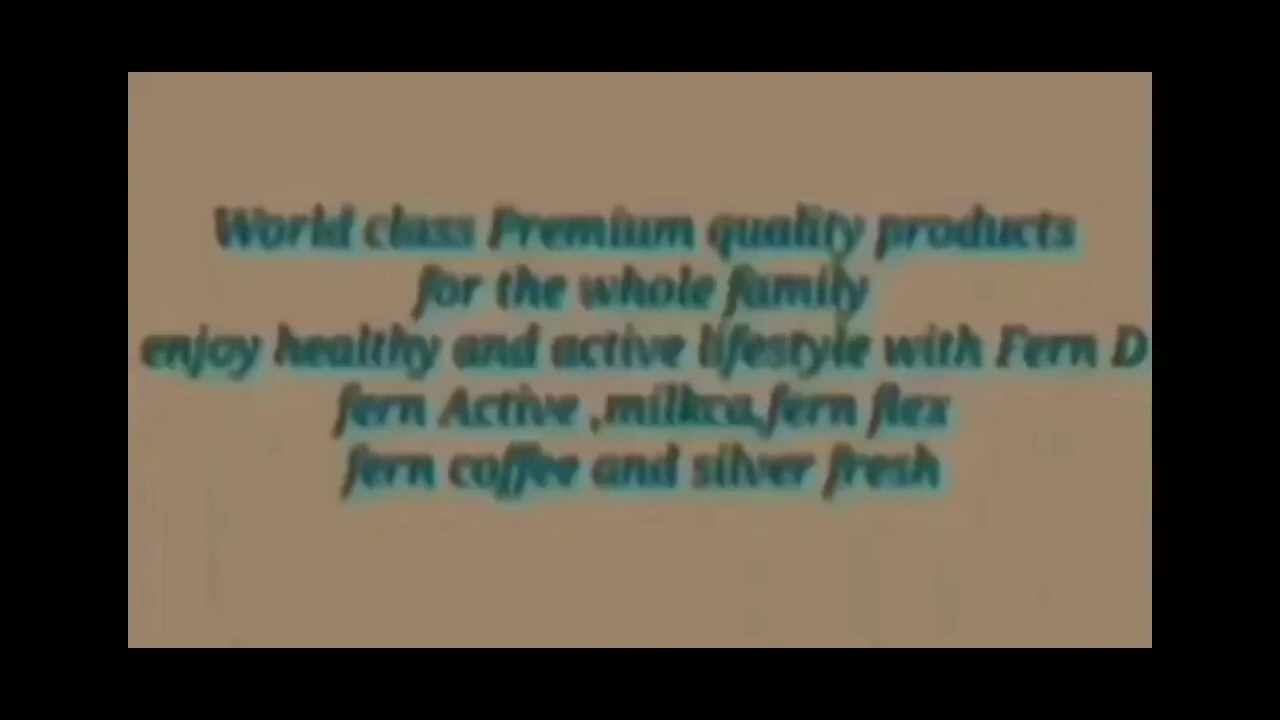 World class Premium quality products
for the whole family
enjoy healthy and active lifestyle with Fern D
fern Active ,milkca,fern flex
fern coffee and silver fresh